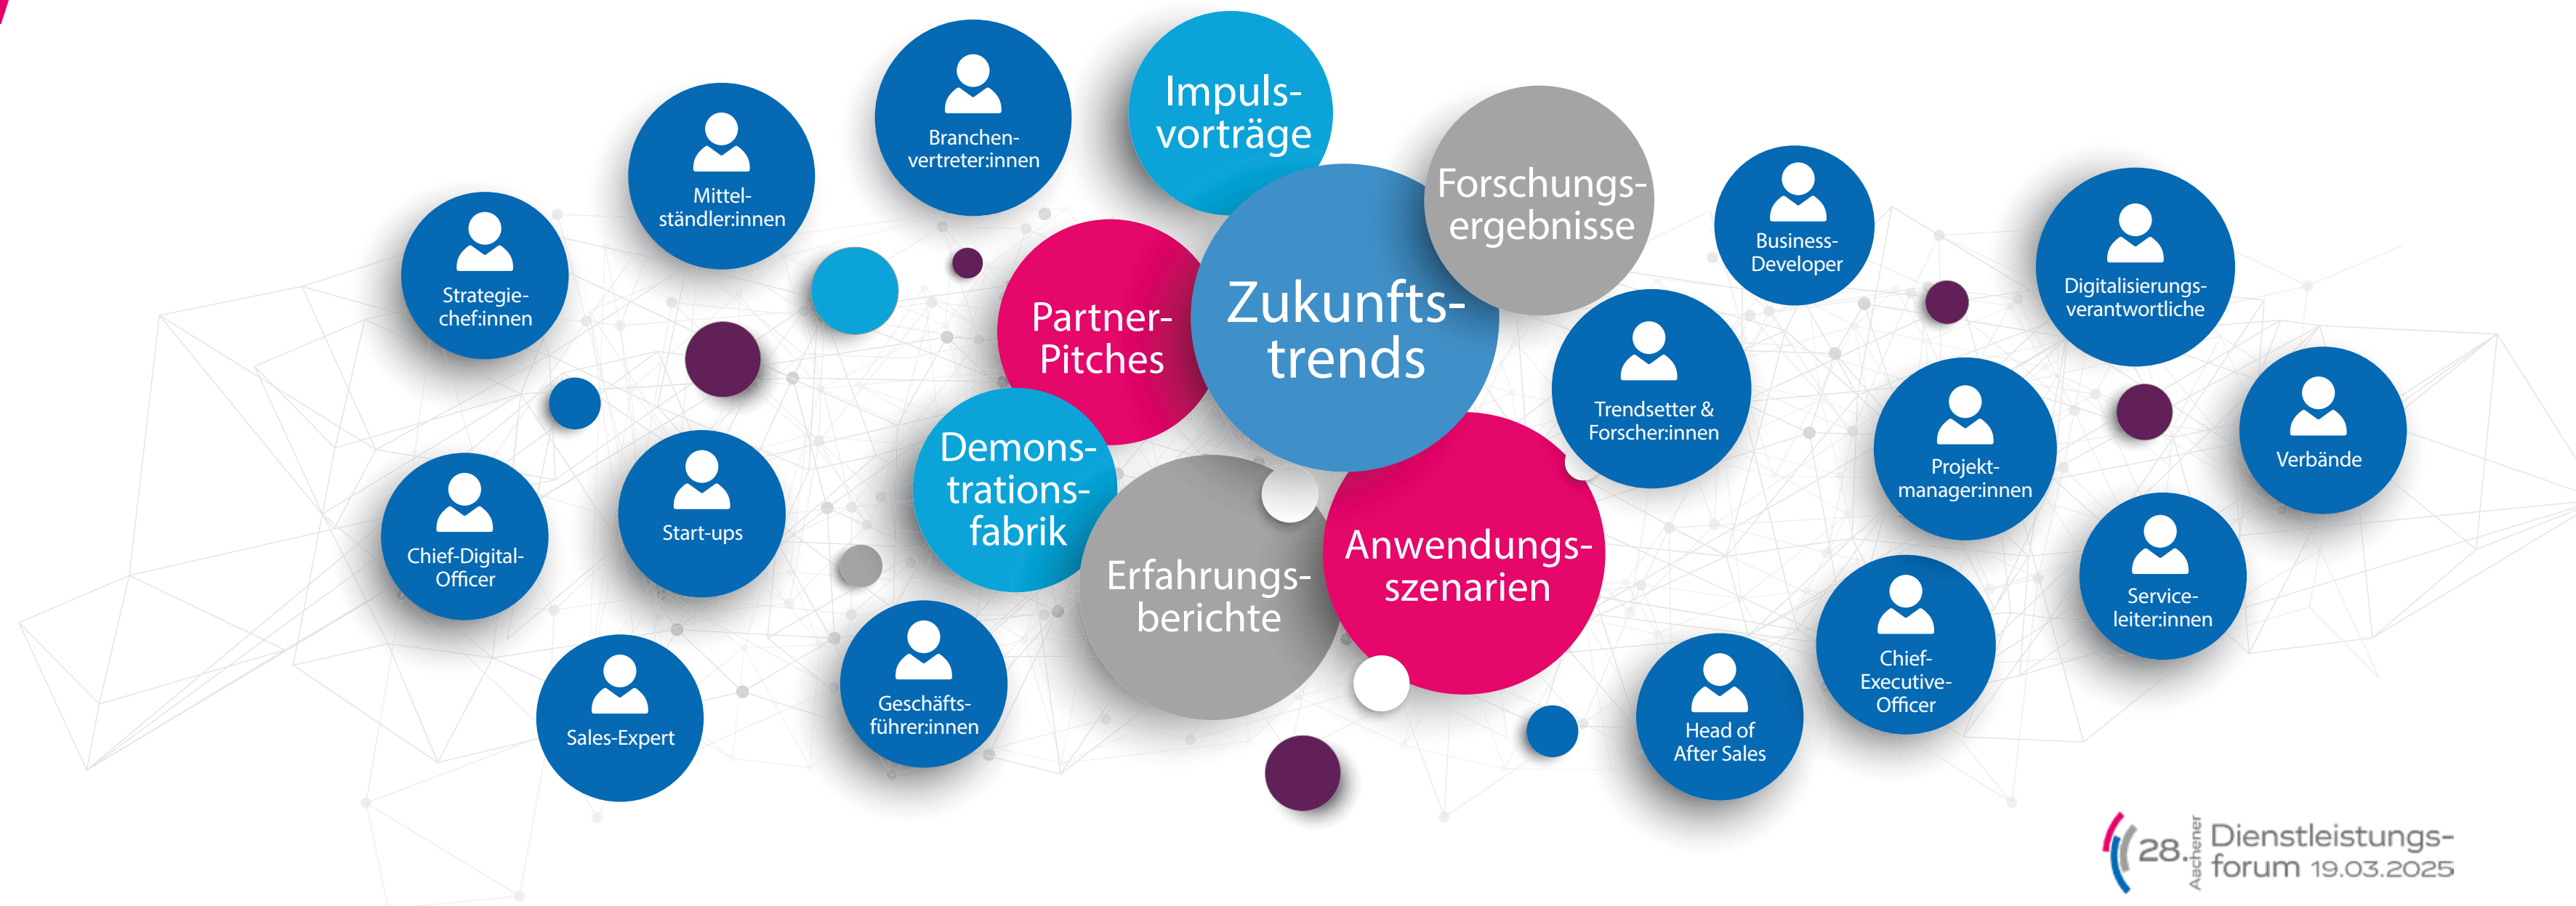 Impuls-
vorträge
Branchen-
vertreter:innen
Mittel-
ständler:innen
Forschungs-
ergebnisse
Business-
Developer
Strategie-
chef:innen
Partner-
Pitches
Zukunfts-
trends
Digitalisierungs-
verantwortliche
Trendsetter &
Forscher:innen
Projekt-
manager:innen
Verbände
Chief-Digital-
Officer
Start-ups
Demons-
trations-
fabrik
Erfahrungs-
berichte
Anwendungs-
szenarien
Service-
leiter:innen
Sales-Expert
Geschäfts-
führer:innen
Head of
After Sales
Chief-
Executive-
Officer
28. Aachener
Dienstleistungs-
forum 19.03.2025